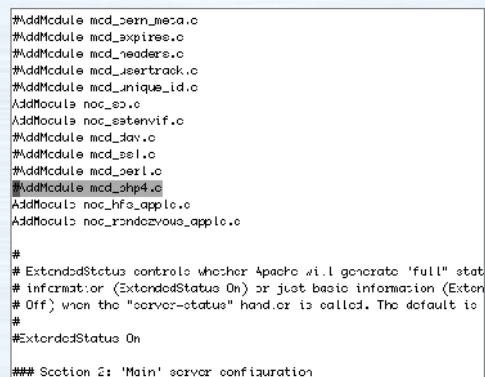 #AddModule mod_cern_meta.c
#AddModule mod_expires.c
#AddModule mod_headers.c
#AddModule mod_usertrack.c
#AddModule mod_unique_id.c
AddModule mod_so.c
AddModule mod_setenvif.c
#AddModule mod_dav.c
#AddModule mod_ssl.c
#AddModule mod_perl.c
#AddModule mod_php4.c
AddModule mod_hfs_apple.c
AddModule mod_rendezvous_apple.c
#
# ExtendedStatus controls whether Apache will generate "full" stat
# information (ExtendedStatus On) or just basic information (Exten
# Off) when the "server-status" handler is called. The default is
#
#ExtendedStatus On
### Section 2: 'Main' server configuration